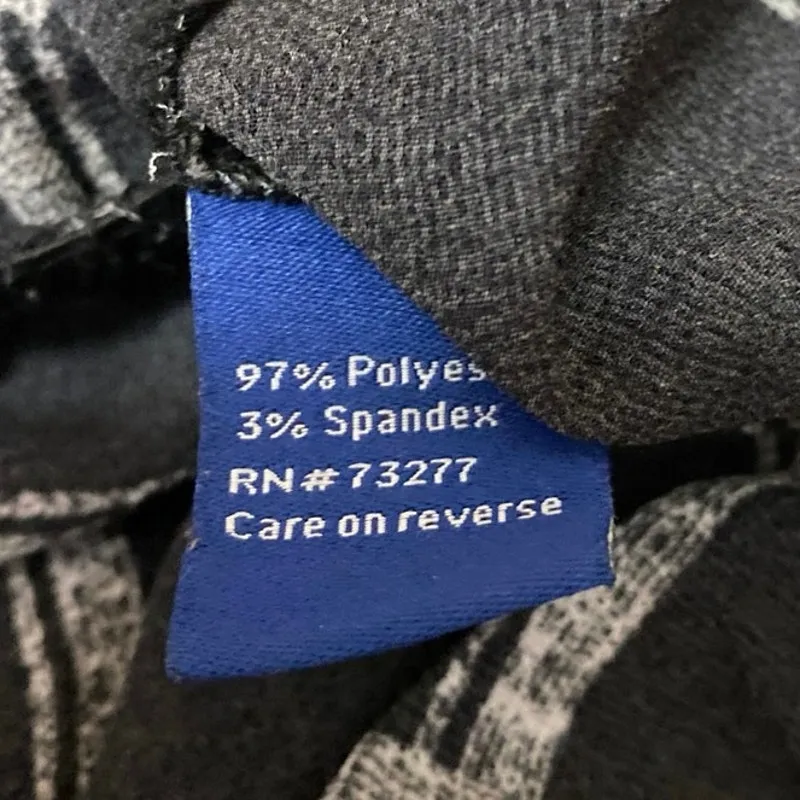 97% Polyes
3% Spandex
RN# 73277
Care on reverse